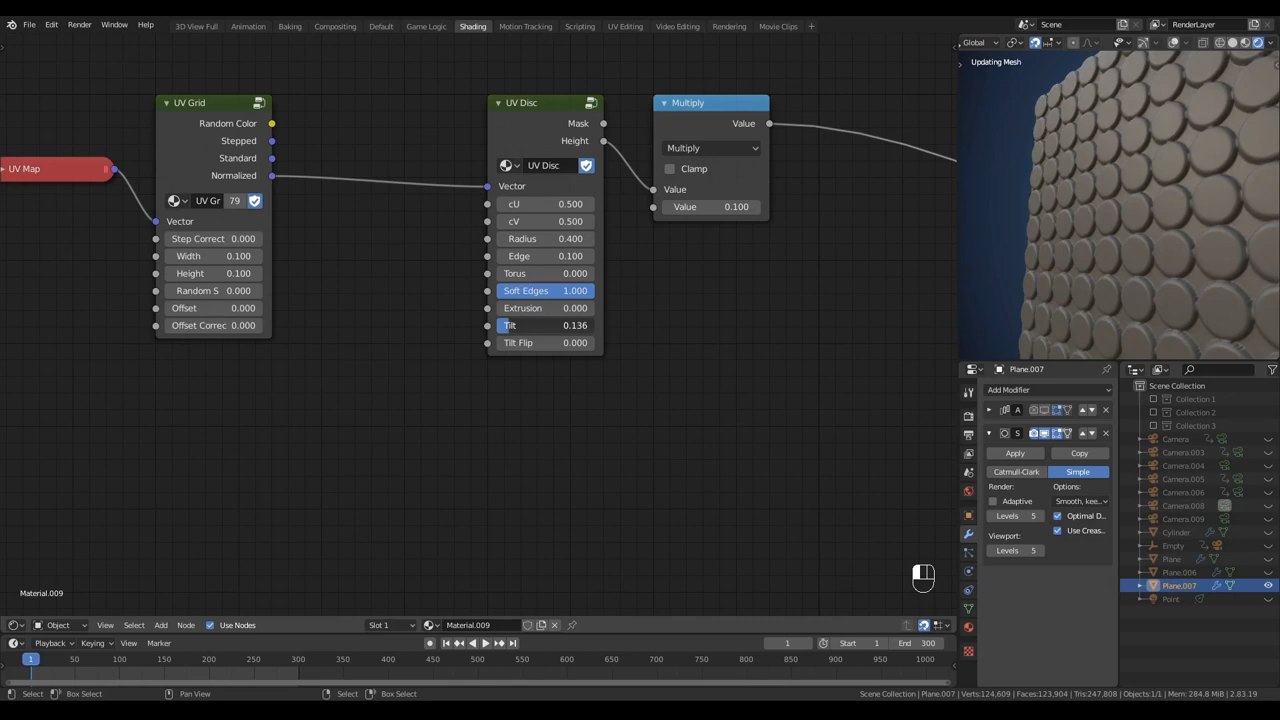 File Edit Render Window Help 3D View Full Animation Baking Compositing Default Game Logic Shading Motion Tracking Scripting UV Editing Video Editing Rendering Movie Clips + Scene RenderLayer
Global
Updating Mesh
UV Map
UV Grid
Random Color
Stepped
Standard
Normalized
UV Gr 79
Vector
Step Correct 0.000
Width 0.100
Height 0.100
Random S 0.000
Offset 0.000
Offset Correc 0.000
UV Disc
Mask
Height
UV Disc
Vector
cU 0.500
cV 0.500
Radius 0.400
Edge 0.100
Torus 0.000
Soft Edges 1.000
Extrusion 0.000
Tilt 0.136
Tilt Flip 0.000
Multiply
Value
Multiply
Clamp
Value
Value 0.100
Plane.007
Add Modifier
A
S
Apply Copy
Catmull-Clark Simple
Render: Options:
Adaptive Smooth, kee..
Levels 5 Optimal D...
Viewport: Use Creas...
Levels 5
Scene Collection
Collection 1
Collection 2
Collection 3
Camera
Camera.003
Camera.004
Camera.005
Camera.006
Camera.008
Camera.009
Cylinder
Empty
Plane
Plane.006
Plane.007
Point
Material.009
Object View Select Add Node Use Nodes Slot 1 Material.009
Playback Keying View Marker 1 Start 1 End 300
1 50 100 150 200 250 300 350 400 450 500 550 600 650 700 750 800 850 900 950 1000
Select Box Select Pan View Select Box Select Scene Collection | Plane.007 | Verts:124,609 | Faces:123,904 | Tris:247,808 | Objects:1/1 | Mem: 284.8 MiB | 2.83.19